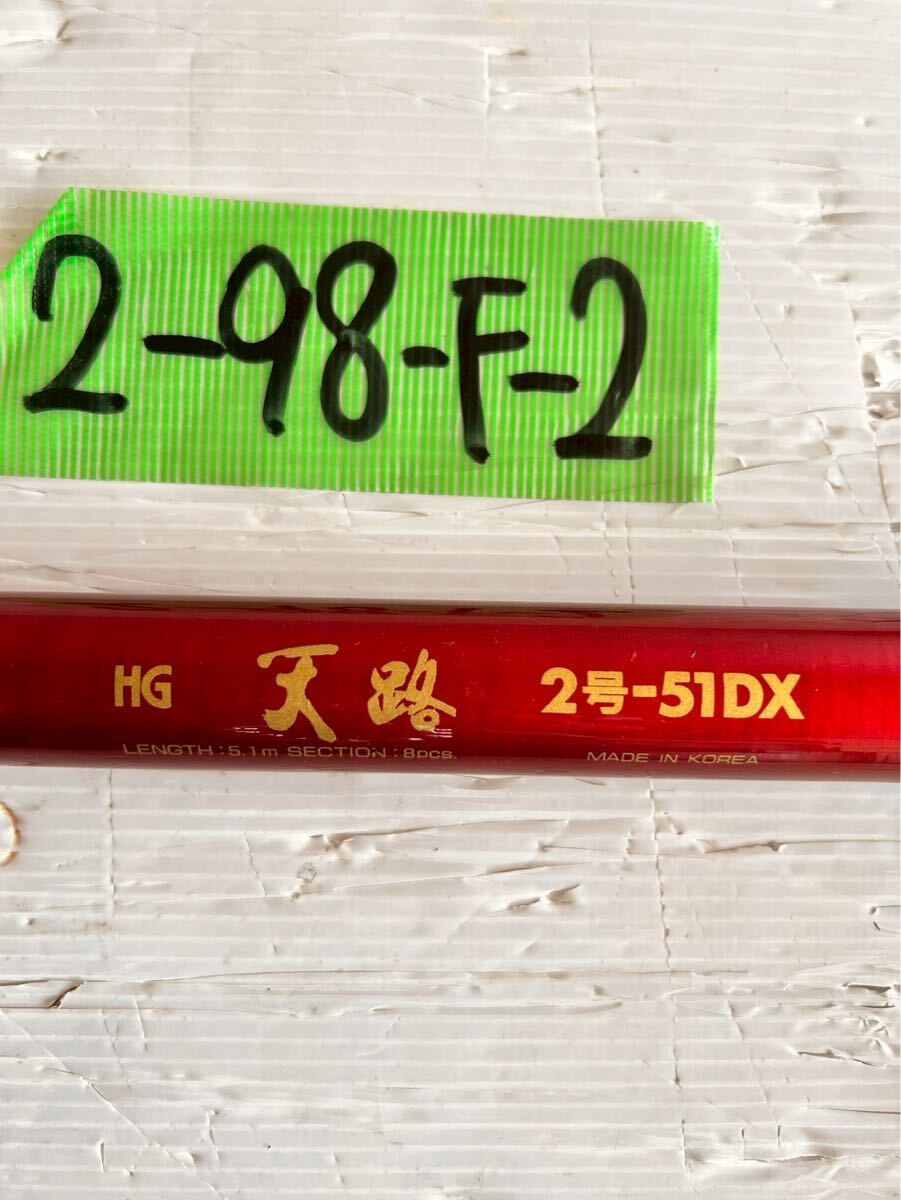 2-98-F-2
HG 天路 2号-51DX
LENGTH : 5.1m SECTION : 8pcs. MADE IN KOREA